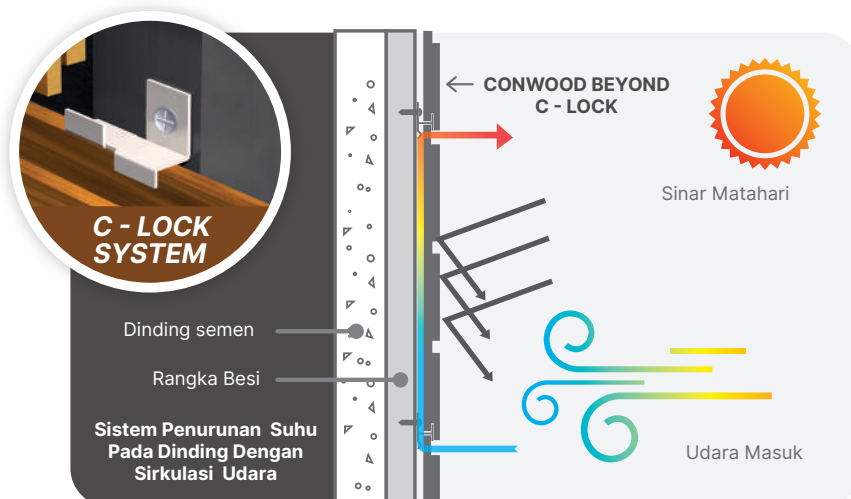 C - LOCK
SYSTEM
CONWOOD BEYOND
C - LOCK
Sinar Matahari
Dinding semen
Rangka Besi
Sistem Penurunan Suhu
Pada Dinding Dengan
Sirkulasi Udara
Udara Masuk